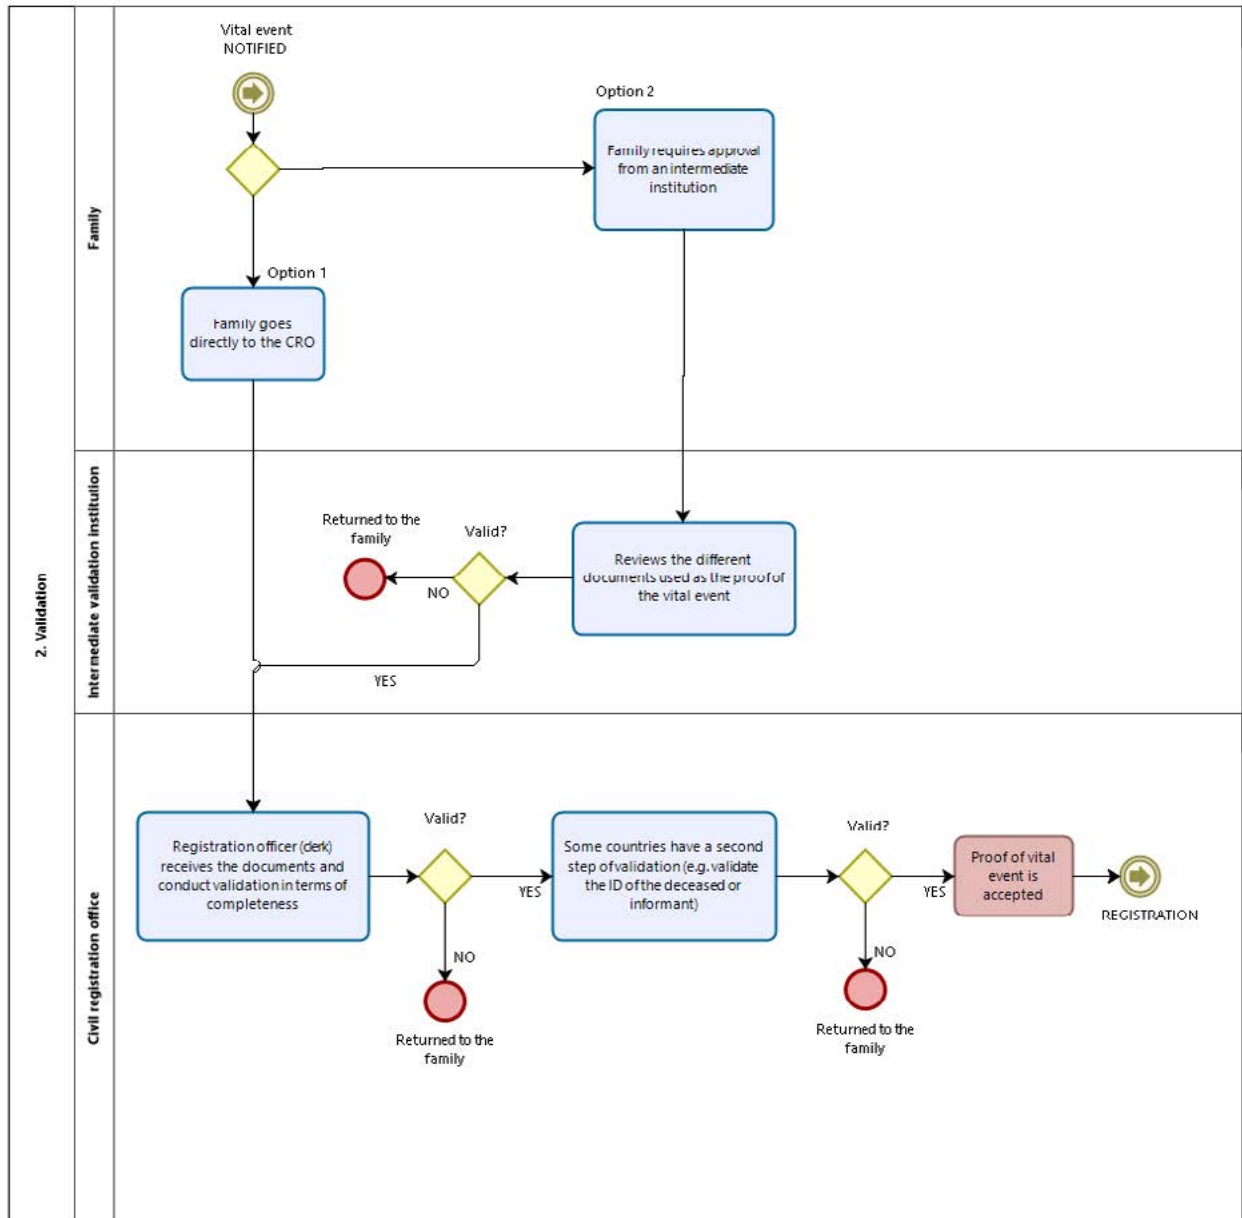 2. Validation
Family
Vital event
NOTIFIED
Option 2
Family requires approval
from an intermediate
institution
Option 1
Family goes
directly to the CRO
Intermediate validation institution
Returned to the
family
Valid?
NO
YES
Reviews the different
documents used as the proof of
the vital event
Civil registration office
Registration officer (clerk)
receives the documents and
conduct validation in terms of
completeness
Valid?
YES
NO
Returned to the
family
Some countries have a second
step of validation (e.g. validate
the ID of the deceased or
informant)
Valid?
YES
NO
Returned to the
family
Proof of vital
event is
accepted
REGISTRATION